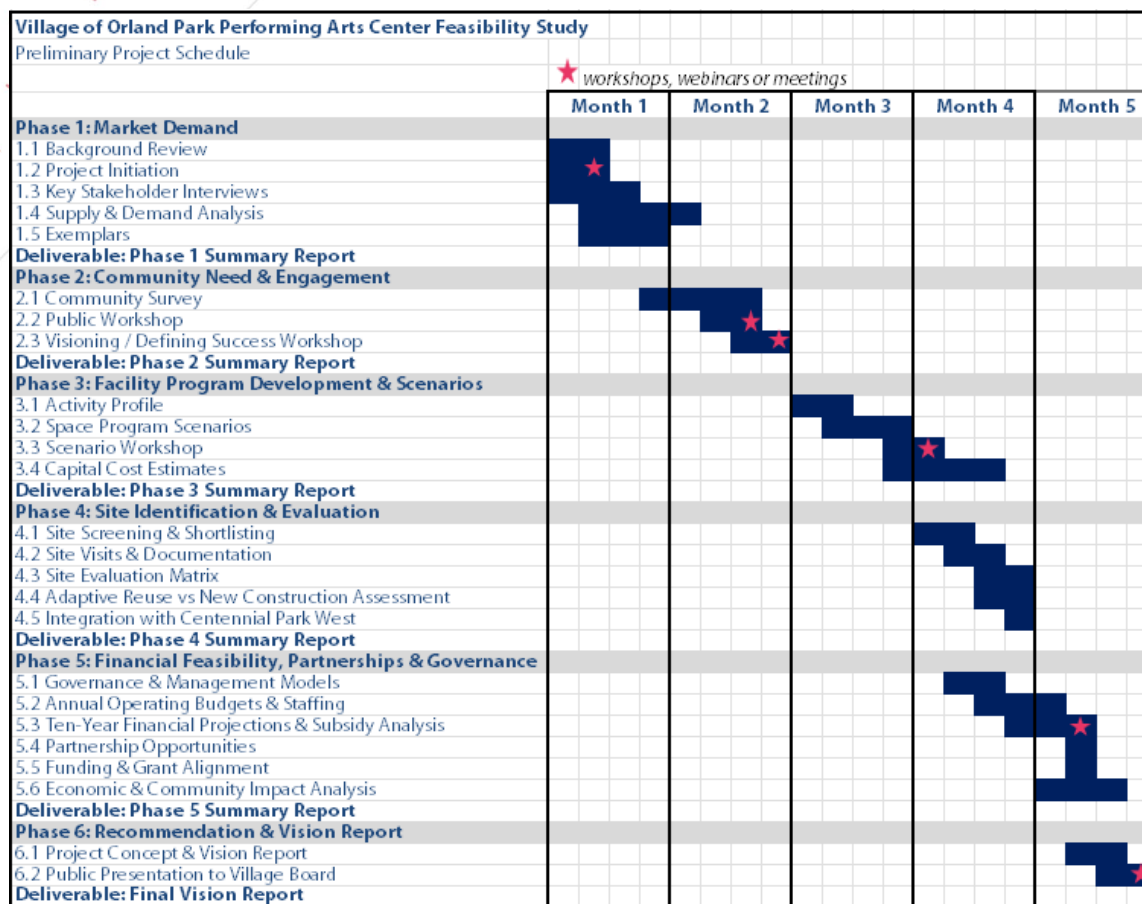 Village of Orland Park Performing Arts Center Feasibility Study
Preliminary Project Schedule
workshops, webinars or meetings
Month 1 Month 2 Month 3 Month 4 Month 5
Phase 1: Market Demand
1.1 Background Review
1.2 Project Initiation
1.3 Key Stakeholder Interviews
1.4 Supply & Demand Analysis
1.5 Exemplars
Deliverable: Phase 1 Summary Report
Phase 2: Community Need & Engagement
2.1 Community Survey
2.2 Public Workshop
2.3 Visioning / Defining Success Workshop
Deliverable: Phase 2 Summary Report
Phase 3: Facility Program Development & Scenarios
3.1 Activity Profile
3.2 Space Program Scenarios
3.3 Scenario Workshop
3.4 Capital Cost Estimates
Deliverable: Phase 3 Summary Report
Phase 4: Site Identification & Evaluation
4.1 Site Screening & Shortlisting
4.2 Site Visits & Documentation
4.3 Site Evaluation Matrix
4.4 Adaptive Reuse vs New Construction Assessment
4.5 Integration with Centennial Park West
Deliverable: Phase 4 Summary Report
Phase 5: Financial Feasibility, Partnerships & Governance
5.1 Governance & Management Models
5.2 Annual Operating Budgets & Staffing
5.3 Ten-Year Financial Projections & Subsidy Analysis
5.4 Partnership Opportunities
5.5 Funding & Grant Alignment
5.6 Economic & Community Impact Analysis
Deliverable: Phase 5 Summary Report
Phase 6: Recommendation & Vision Report
6.1 Project Concept & Vision Report
6.2 Public Presentation to Village Board
Deliverable: Final Vision Report